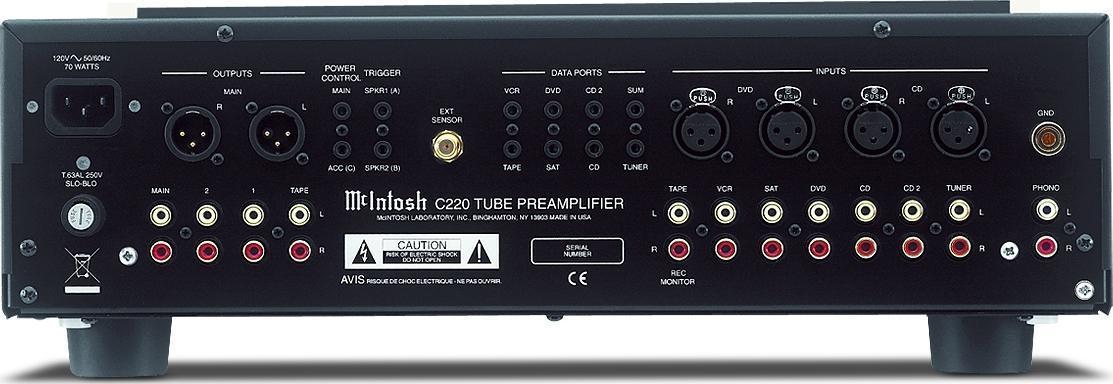 120V 50/60Hz
70 WATTS
OUTPUTS
MAIN
R L
POWER
CONTROL TRIGGER
MAIN SPKR1 (A)
ACC (C) SPKR2 (B)
EXT
SENSOR
DATA PORTS
VCR DVD CD 2 SUM
TAPE SAT CD TUNER
INPUTS
R DVD L R CD L
PUSH PUSH PUSH PUSH
GND
T.63AL 250V
SLO-BLO
MAIN 2 1 TAPE
L
R
McIntosh C220 TUBE PREAMPLIFIER
McINTOSH LABORATORY, INC., BINGHAMTON, NY 13903 MADE IN USA
CAUTION
RISK OF ELECTRIC SHOCK
DO NOT OPEN
AVIS RISQUE DE CHOC ELECTRIQUE - NE PAS OUVRIR.
SERIAL
NUMBER
CE
TAPE VCR SAT DVD CD CD 2 TUNER PHONO
L L L
R R R
REC
MONITOR